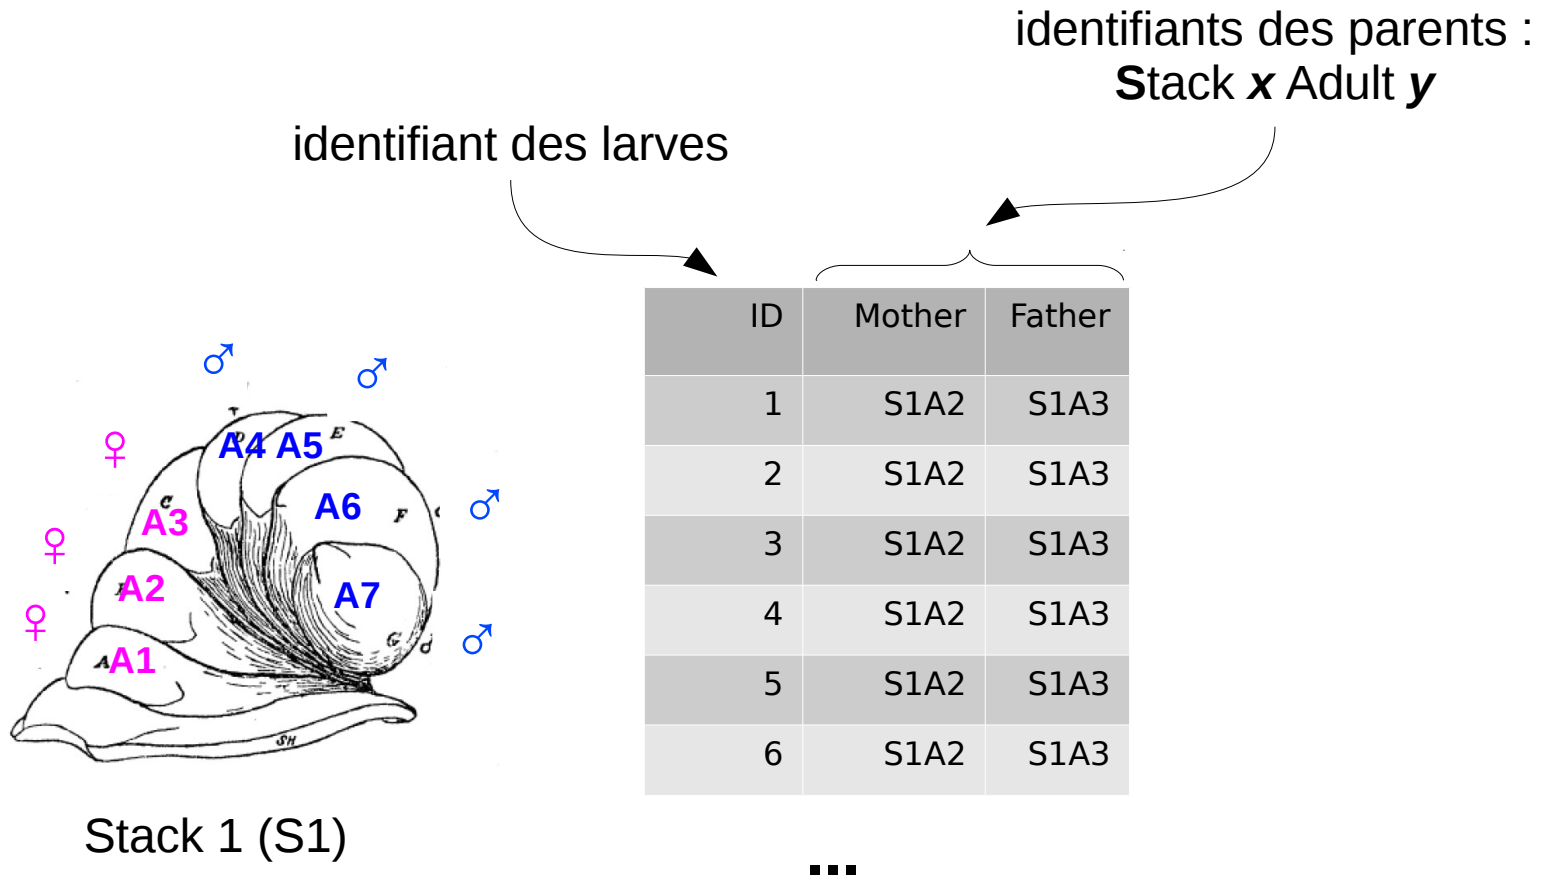 identifiants des parents :
Stack x Adult y
identifiant des larves
ID Mother Father
1 S1A2 S1A3
2 S1A2 S1A3
3 S1A2 S1A3
4 S1A2 S1A3
5 S1A2 S1A3
6 S1A2 S1A3
...
♂ ♂
♀
A4 A5 E
C
A3
A6 F
♂
♀
A2
A7
♀
G
♂
A A1
SH
Stack 1 (S1)